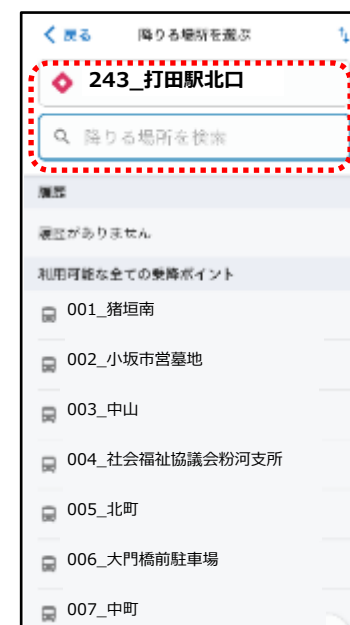 戻る 降りる場所を選ぶ
243_打田駅北口
降りる場所を検索
履歴
履歴がありません
利用可能な全ての乗降ポイント
001_猪垣南
002_小坂市営墓地
003_中山
004_社会福祉協議会粉河支所
005_北町
006_大門橋前駐車場
007_中町